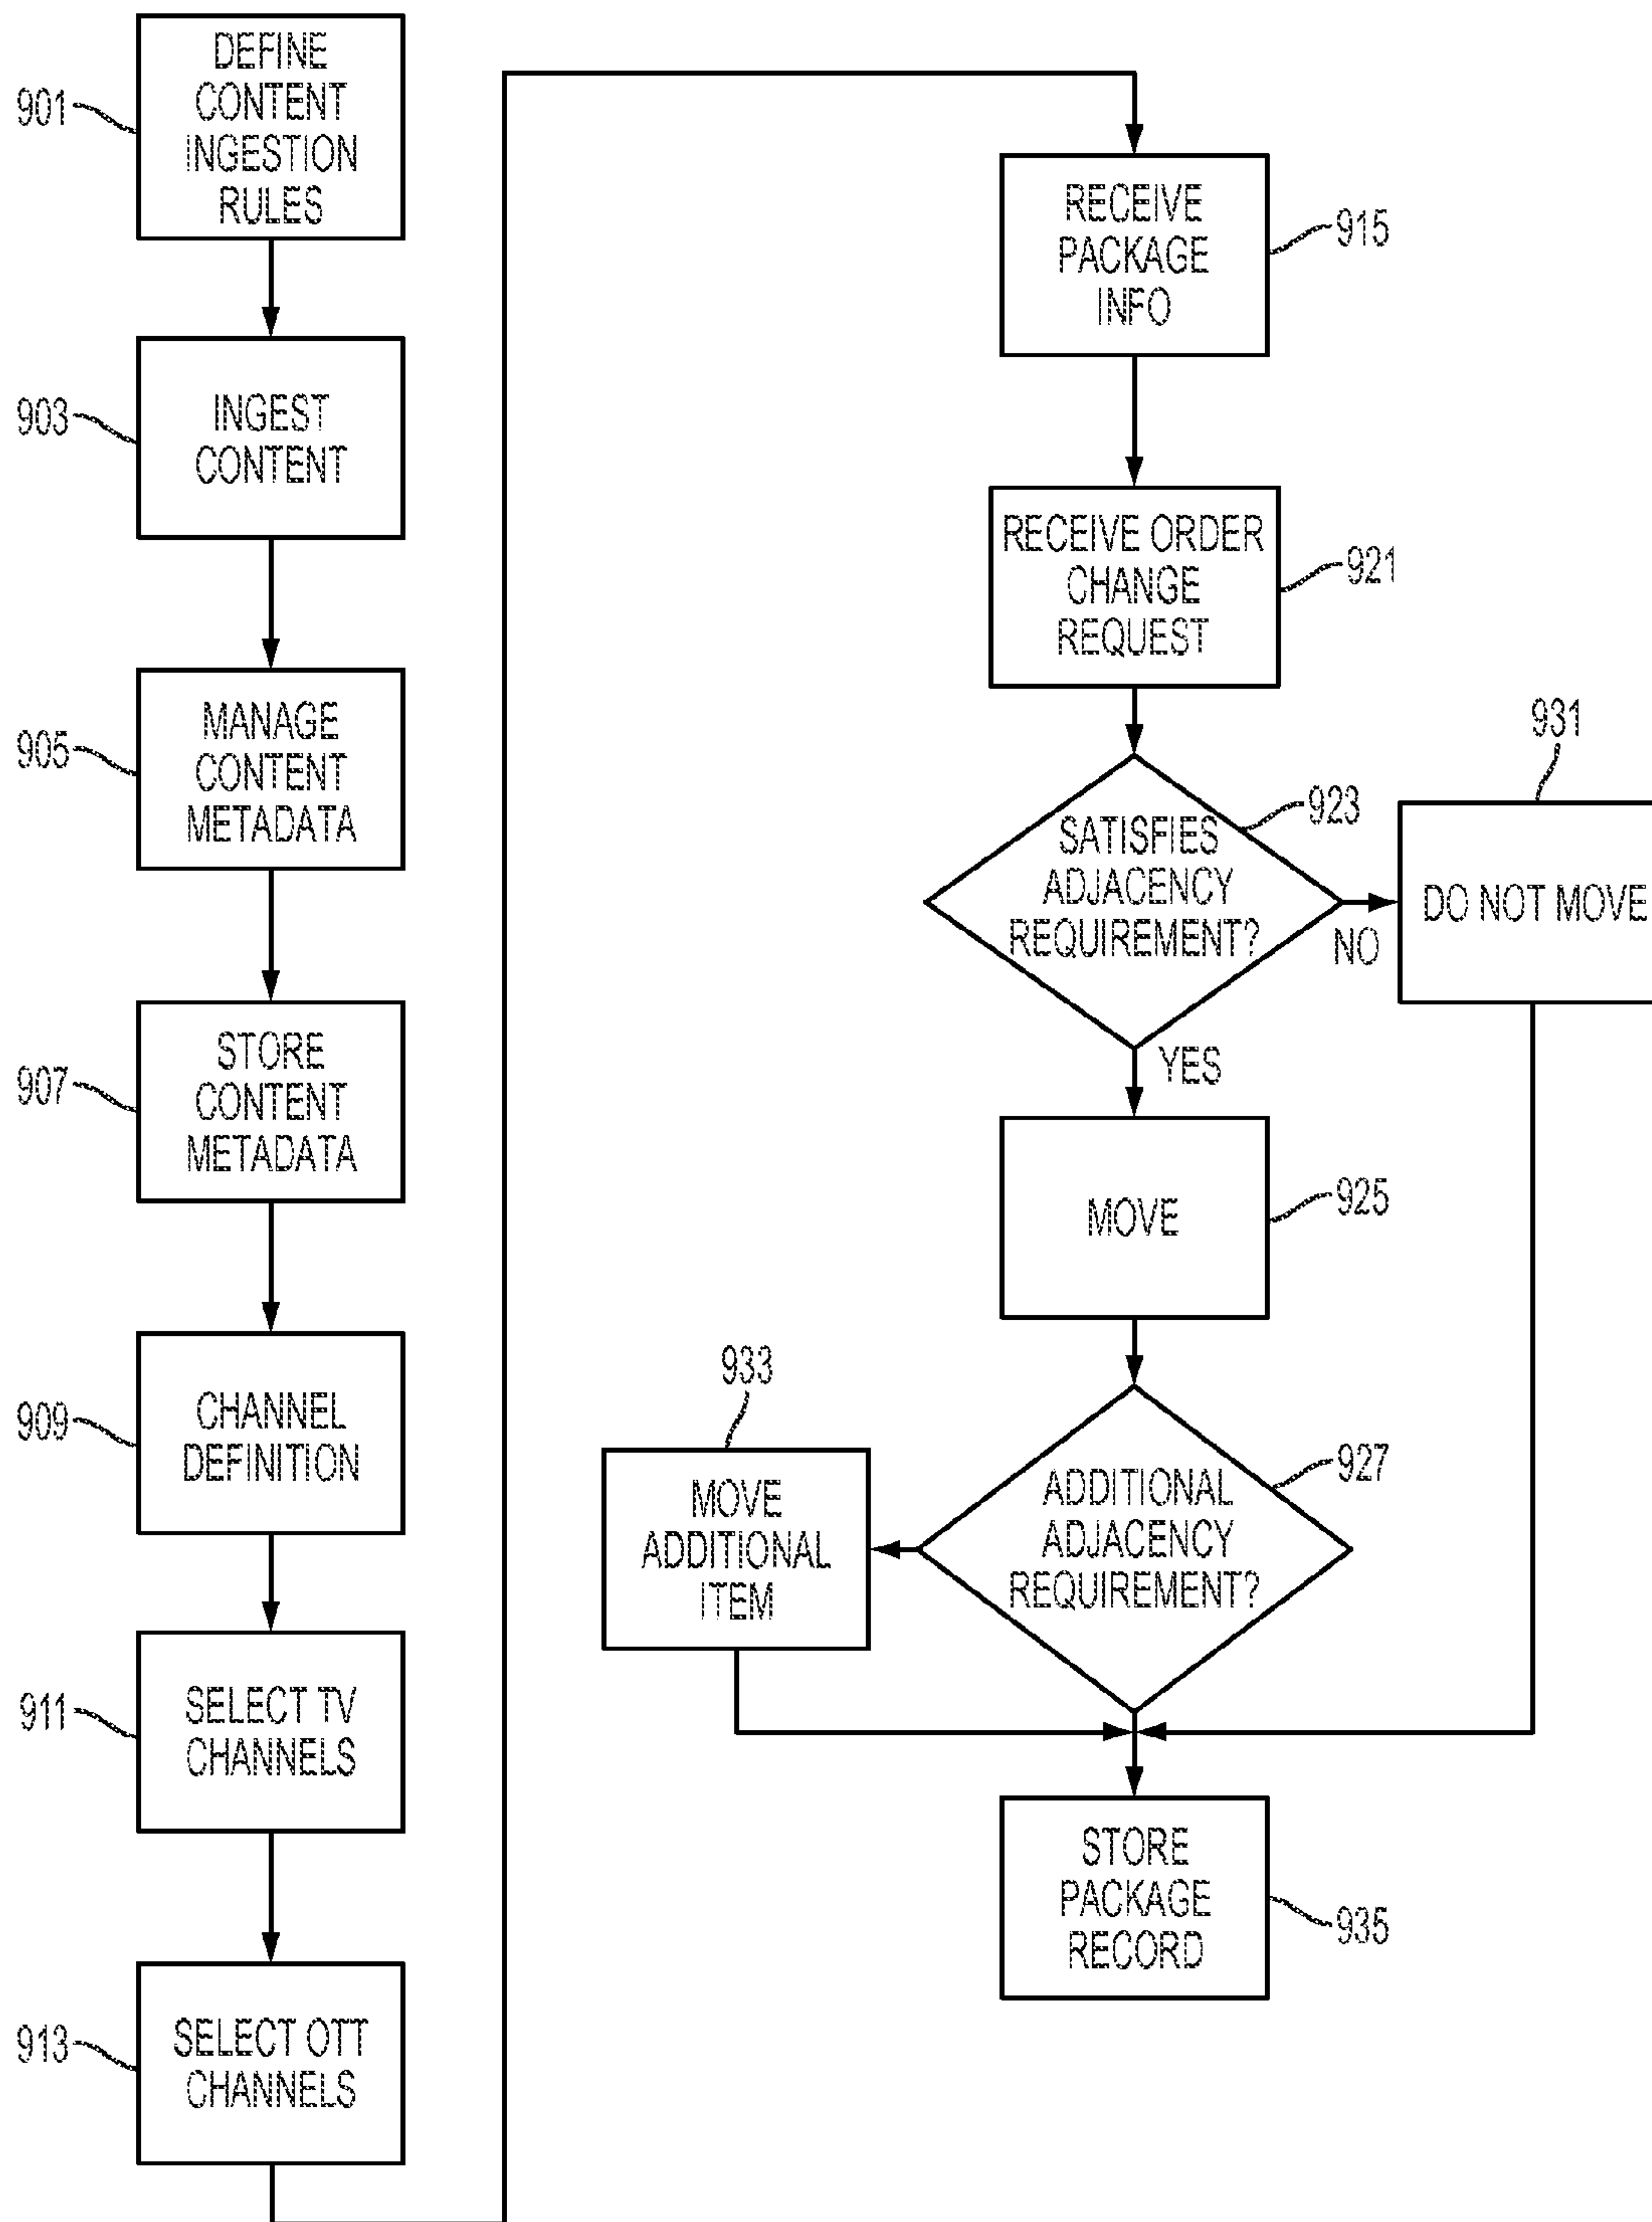 901
DEFINE
CONTENT
INGESTION
RULES
903
INGEST
CONTENT
905
MANAGE
CONTENT
METADATA
907
STORE
CONTENT
METADATA
909
CHANNEL
DEFINITION
911
SELECT TV
CHANNELS
913
SELECT OTT
CHANNELS
RECEIVE
PACKAGE
INFO
915
RECEIVE ORDER
CHANGE
REQUEST
921
SATISFIES
ADJACENCY
REQUIREMENT?
923
NO
931
DO NOT MOVE
YES
MOVE
925
ADDITIONAL
ADJACENCY
REQUIREMENT?
927
933
MOVE
ADDITIONAL
ITEM
STORE
PACKAGE
RECORD
935